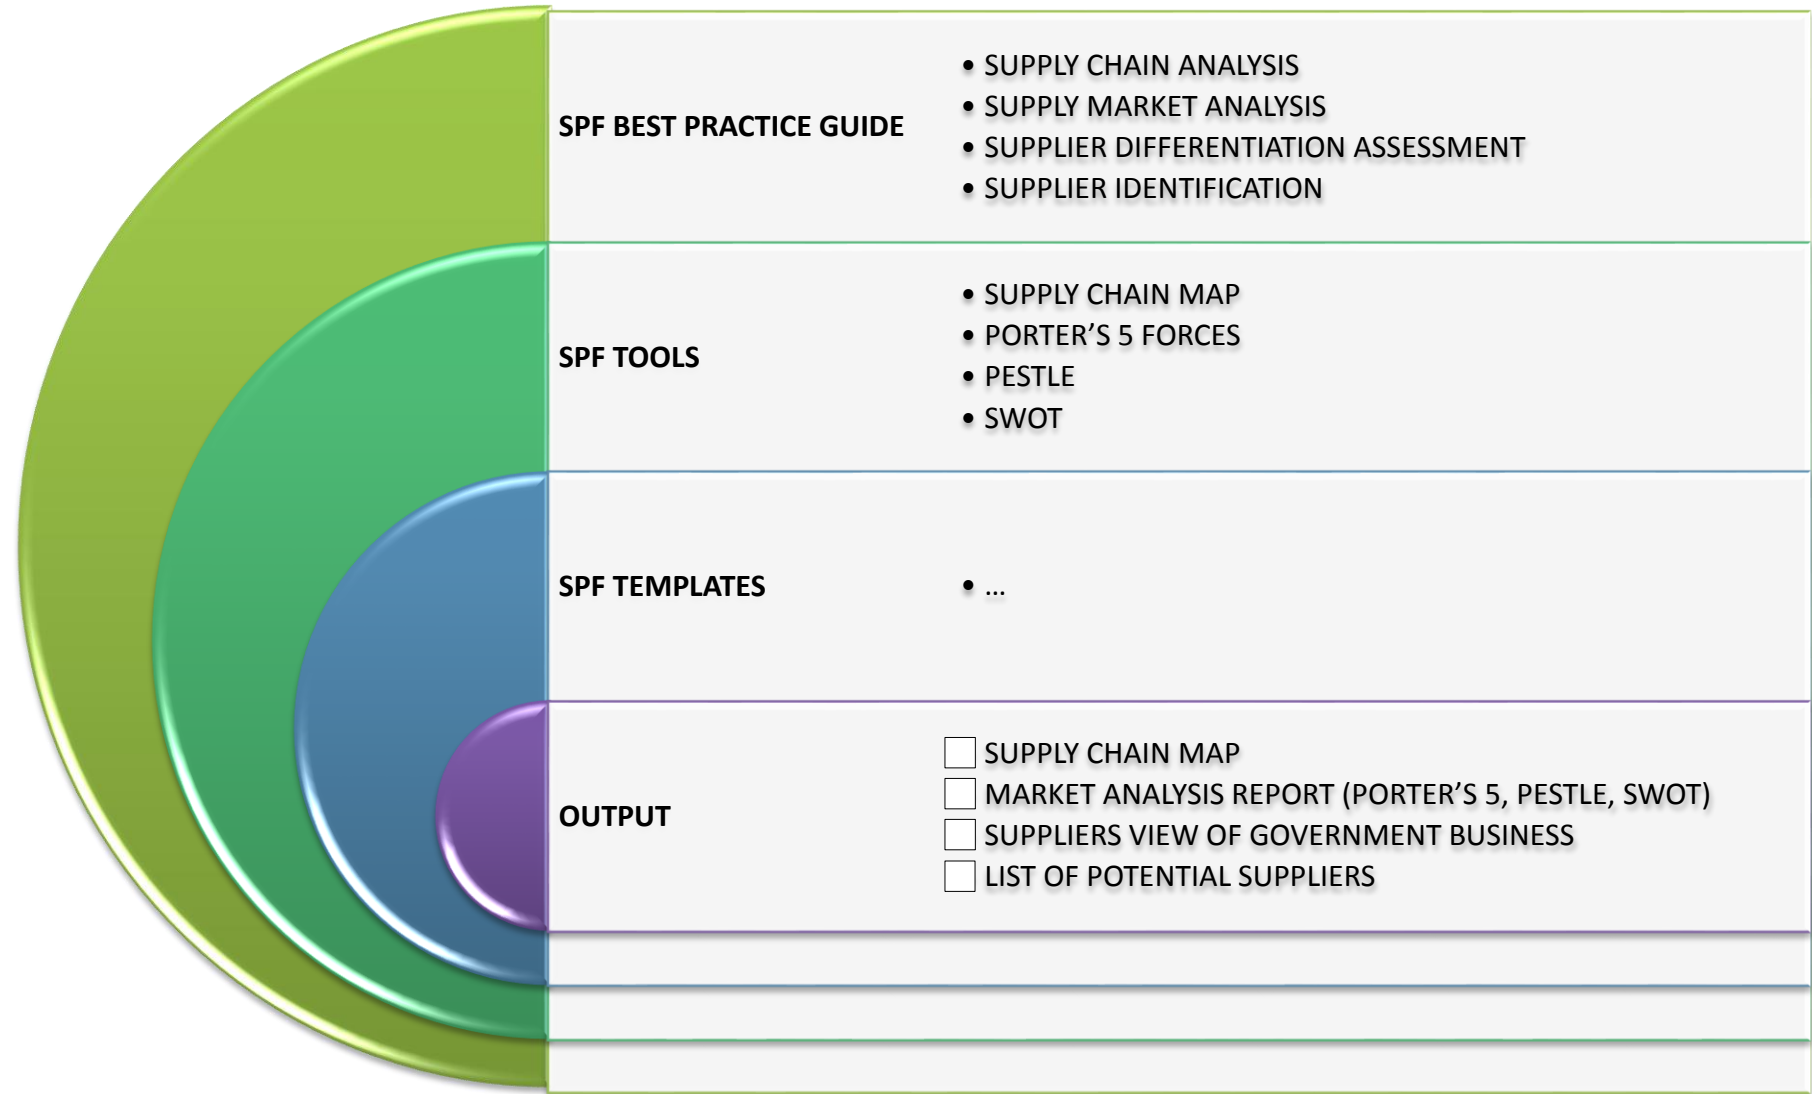 SPF BEST PRACTICE GUIDE
• SUPPLY CHAIN ANALYSIS
• SUPPLY MARKET ANALYSIS
• SUPPLIER DIFFERENTIATION ASSESSMENT
• SUPPLIER IDENTIFICATION
SPF TOOLS
• SUPPLY CHAIN MAP
• PORTER’S 5 FORCES
• PESTLE
• SWOT
SPF TEMPLATES
• ...
OUTPUT
SUPPLY CHAIN MAP
MARKET ANALYSIS REPORT (PORTER’S 5, PESTLE, SWOT)
SUPPLIERS VIEW OF GOVERNMENT BUSINESS
LIST OF POTENTIAL SUPPLIERS